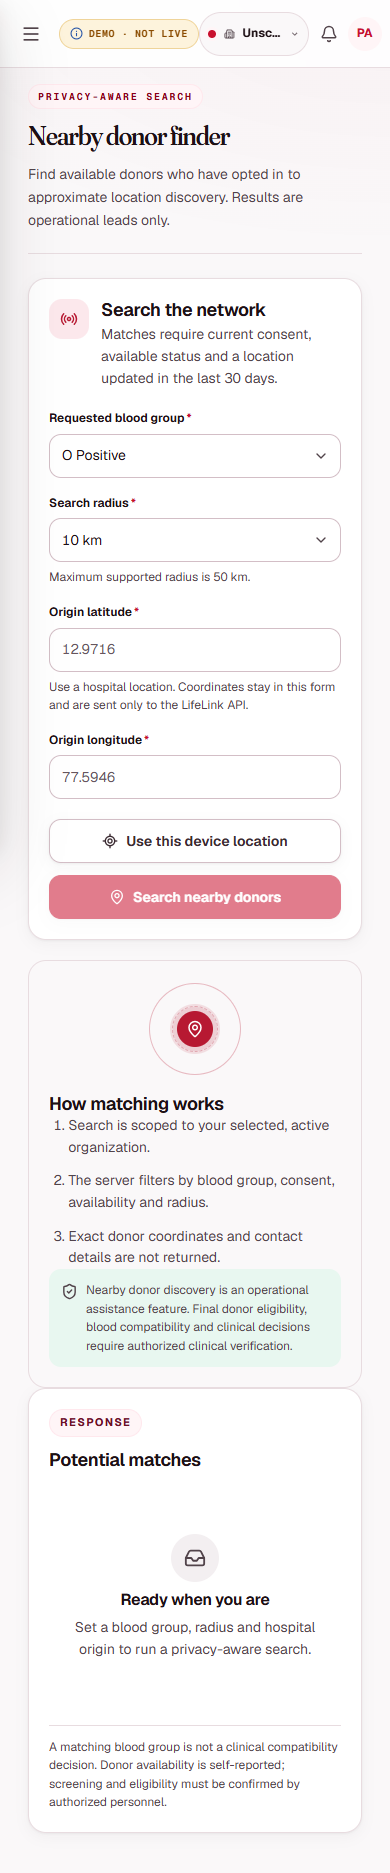 DEMO · NOT LIVE
Unsc...
PA
PRIVACY-AWARE SEARCH
Nearby donor finder
Find available donors who have opted in to
approximate location discovery. Results are
operational leads only.
Search the network
Matches require current consent,
available status and a location
updated in the last 30 days.
Requested blood group *
O Positive
Search radius *
10 km
Maximum supported radius is 50 km.
Origin latitude *
12.9716
Use a hospital location. Coordinates stay in this form
and are sent only to the LifeLink API.
Origin longitude *
77.5946
Use this device location
Search nearby donors
How matching works
1. Search is scoped to your selected, active
organization.
2. The server filters by blood group, consent,
availability and radius.
3. Exact donor coordinates and contact
details are not returned.
Nearby donor discovery is an operational
assistance feature. Final donor eligibility,
blood compatibility and clinical decisions
require authorized clinical verification.
RESPONSE
Potential matches
Ready when you are
Set a blood group, radius and hospital
origin to run a privacy-aware search.
A matching blood group is not a clinical compatibility
decision. Donor availability is self-reported;
screening and eligibility must be confirmed by
authorized personnel.